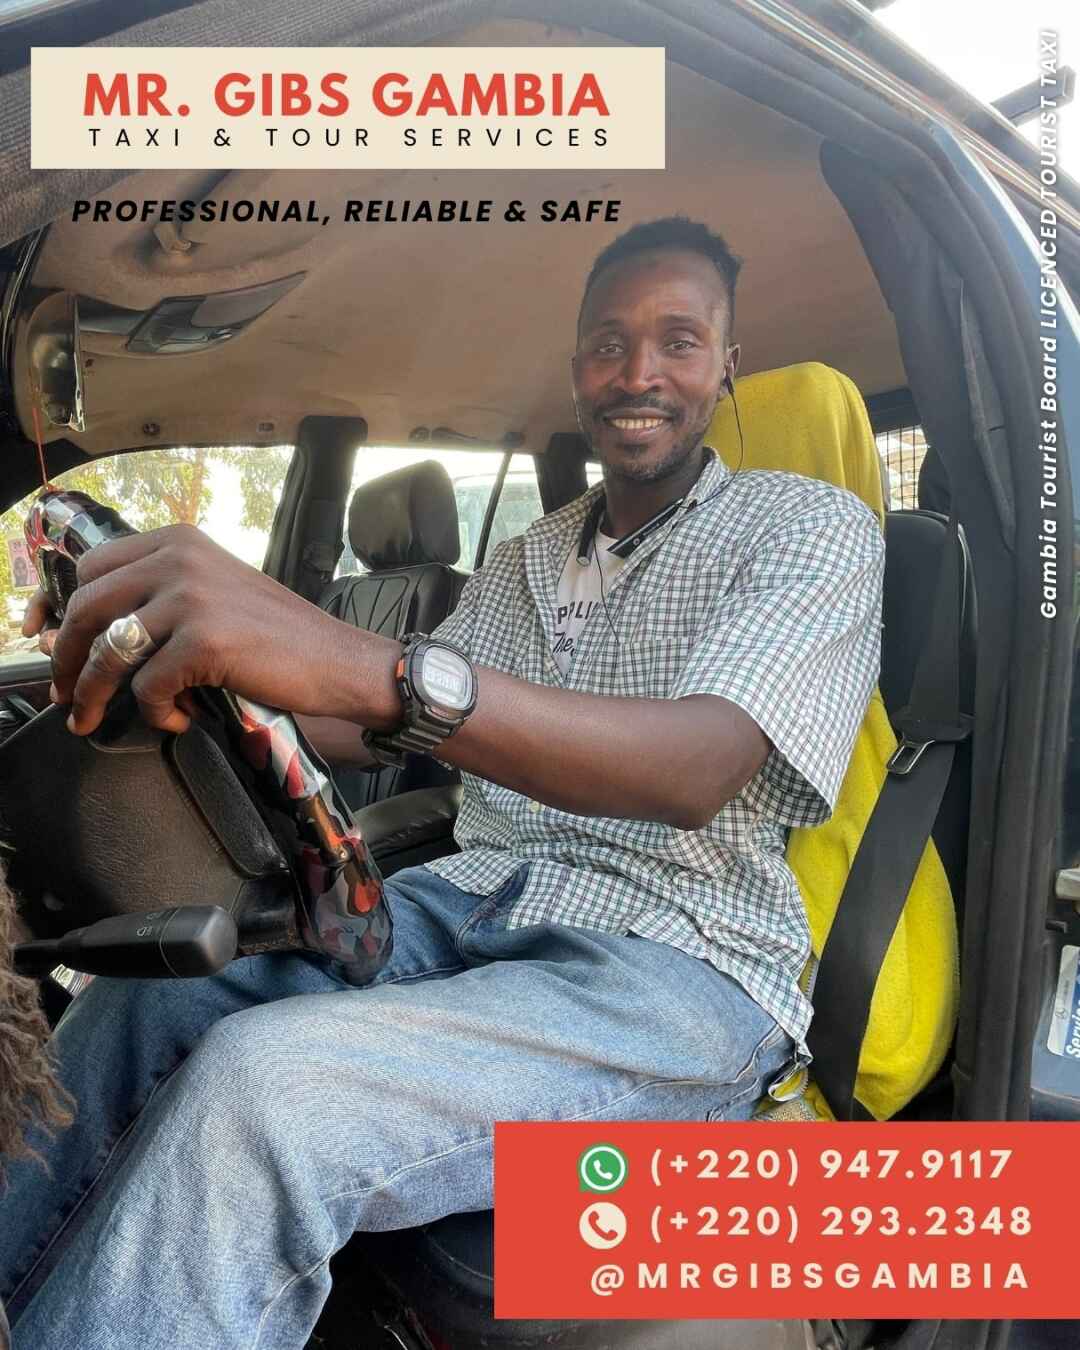 MR. GIBS GAMBIA
TAXI & TOUR SERVICES
PROFESSIONAL, RELIABLE & SAFE
Gambia Tourist Board LICENCED TOURIST TAXI
(+220) 947.9117
(+220) 293.2348
@MRGIBSGAMBIA